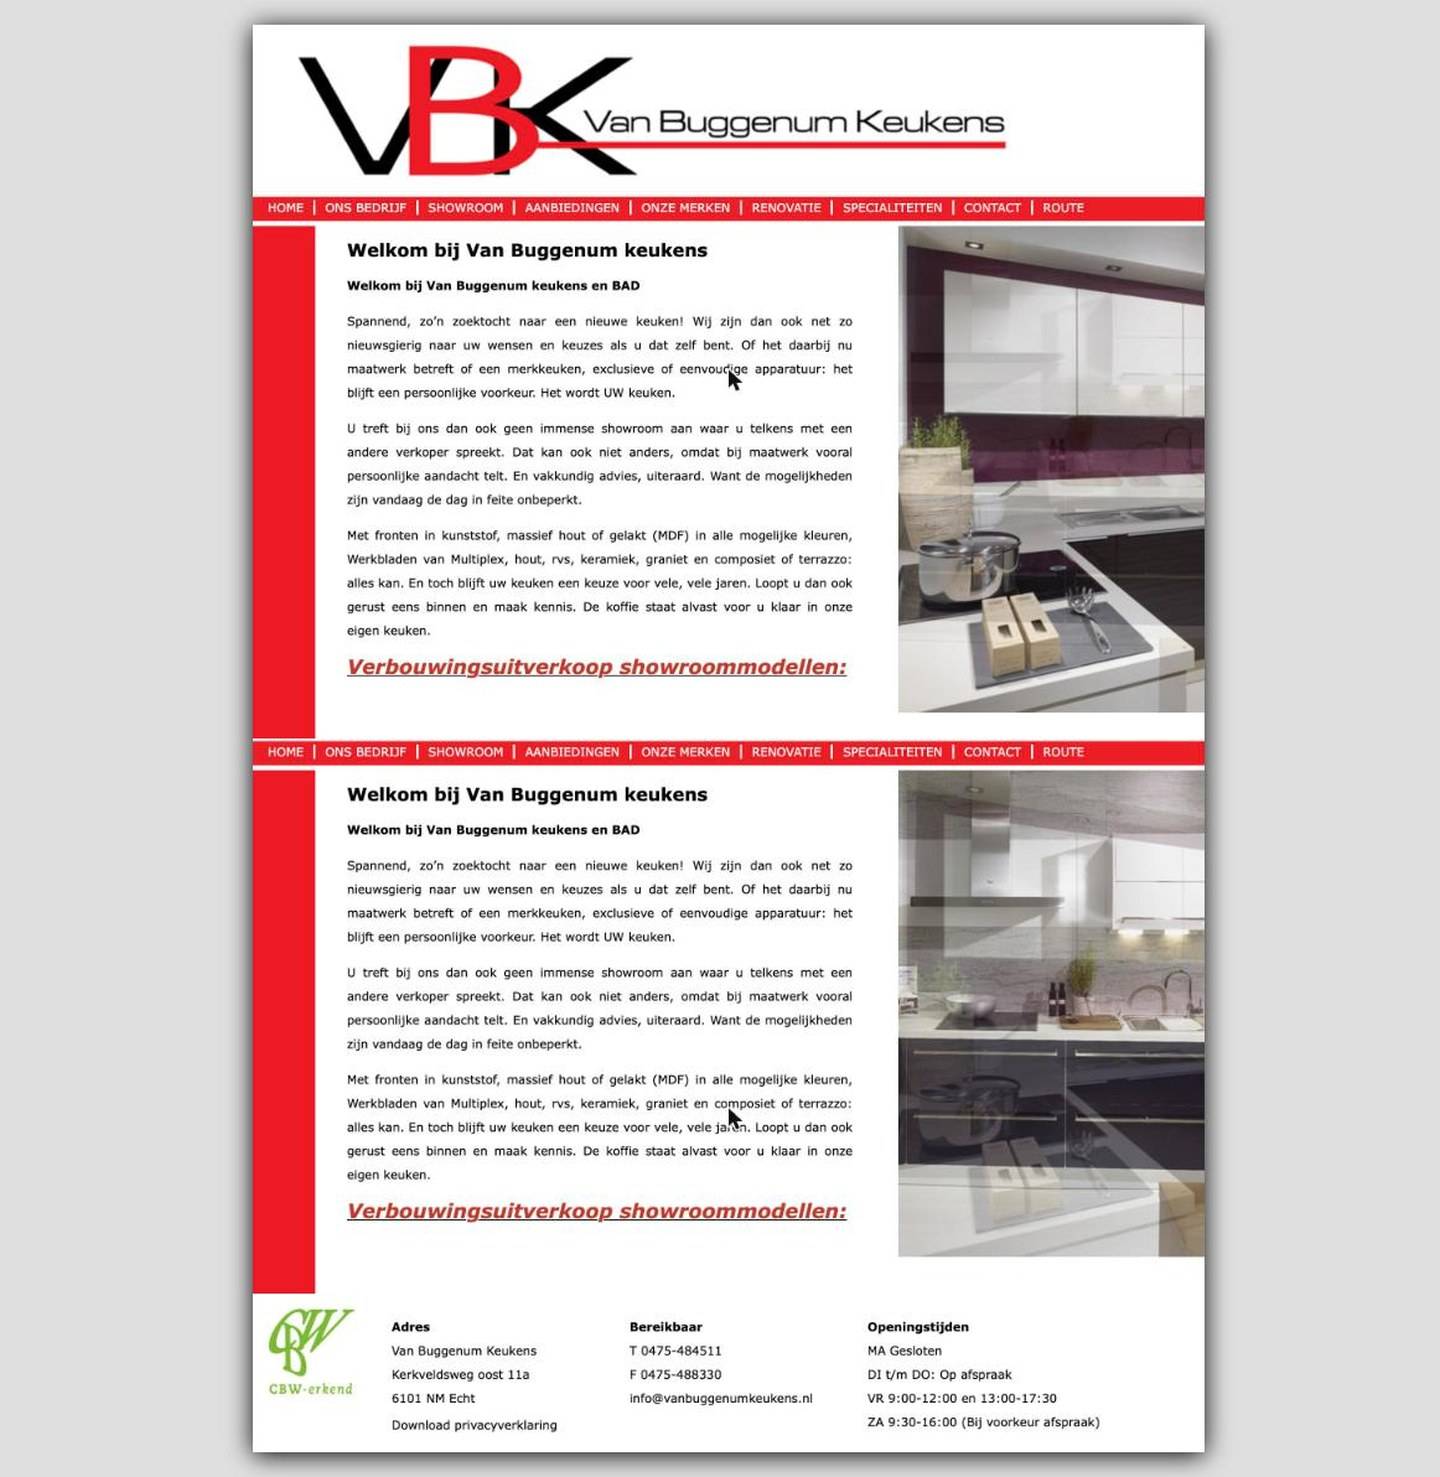 VBK Van Buggenum Keukens
HOME | ONS BEDRIJF | SHOWROOM | AANBIEDINGEN | ONZE MERKEN | RENOVATIE | SPECIALITEITEN | CONTACT | ROUTE
Welkom bij Van Buggenum keukens
Welkom bij Van Buggenum keukens en BAD
Spannend, zo’n zoektocht naar een nieuwe keuken! Wij zijn dan ook net zo
nieuwsgierig naar uw wensen en keuzes als u dat zelf bent. Of het daarbij nu
maatwerk betreft of een merkkeuken, exclusieve of eenvoudige apparatuur: het
blijft een persoonlijke voorkeur. Het wordt UW keuken.
U treft bij ons dan ook geen immense showroom aan waar u telkens met een
andere verkoper spreekt. Dat kan ook niet anders, omdat bij maatwerk vooral
persoonlijke aandacht telt. En vakkundig advies, uiteraard. Want de mogelijkheden
zijn vandaag de dag in feite onbeperkt.
Met fronten in kunststof, massief hout of gelakt (MDF) in alle mogelijke kleuren,
Werkbladen van Multiplex, hout, rvs, keramiek, graniet en composiet of terrazzo:
alles kan. En toch blijft uw keuken een keuze voor vele, vele jaren. Loopt u dan ook
gerust eens binnen en maak kennis. De koffie staat alvast voor u klaar in onze
eigen keuken.
Verbouwingsuitverkoop showroommodellen:
HOME | ONS BEDRIJF | SHOWROOM | AANBIEDINGEN | ONZE MERKEN | RENOVATIE | SPECIALITEITEN | CONTACT | ROUTE
Welkom bij Van Buggenum keukens
Welkom bij Van Buggenum keukens en BAD
Spannend, zo’n zoektocht naar een nieuwe keuken! Wij zijn dan ook net zo
nieuwsgierig naar uw wensen en keuzes als u dat zelf bent. Of het daarbij nu
maatwerk betreft of een merkkeuken, exclusieve of eenvoudige apparatuur: het
blijft een persoonlijke voorkeur. Het wordt UW keuken.
U treft bij ons dan ook geen immense showroom aan waar u telkens met een
andere verkoper spreekt. Dat kan ook niet anders, omdat bij maatwerk vooral
persoonlijke aandacht telt. En vakkundig advies, uiteraard. Want de mogelijkheden
zijn vandaag de dag in feite onbeperkt.
Met fronten in kunststof, massief hout of gelakt (MDF) in alle mogelijke kleuren,
Werkbladen van Multiplex, hout, rvs, keramiek, graniet en composiet of terrazzo:
alles kan. En toch blijft uw keuken een keuze voor vele, vele jaren. Loopt u dan ook
gerust eens binnen en maak kennis. De koffie staat alvast voor u klaar in onze
eigen keuken.
Verbouwingsuitverkoop showroommodellen:
CBW
CBW-erkend
Adres
Van Buggenum Keukens
Kerkveldsweg oost 11a
6101 NM Echt
Download privacyverklaring
Bereikbaar
T 0475-484511
F 0475-488330
info@vanbuggenumkeukens.nl
Openingstijden
MA Gesloten
DI t/m DO: Op afspraak
VR 9:00-12:00 en 13:00-17:30
ZA 9:30-16:00 (Bij voorkeur afspraak)